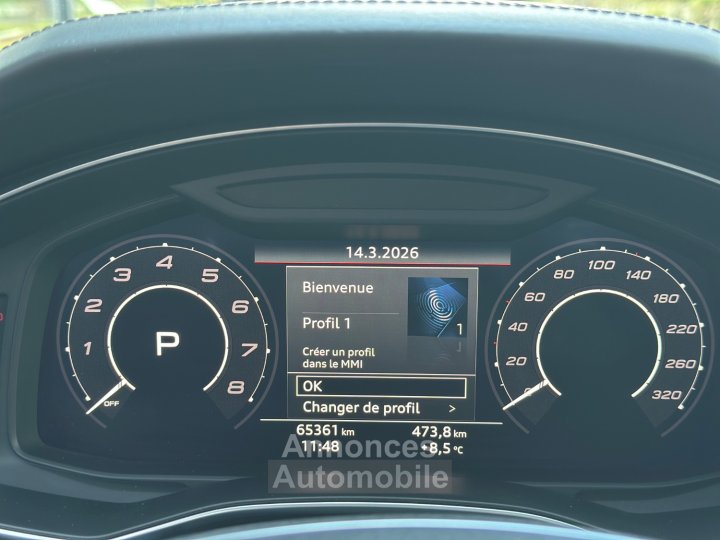 14.3.2026
Bienvenue
Profil 1
1
Créer un profil
dans le MMI
OK
Changer de profil >
65361 km 473,8 km
11:48 +8,5 °C
1 2 3 4 5 6 7 8
OFF
P
0 20 40 60 80 100 140 180 220 260 320
Annonces
Automobile